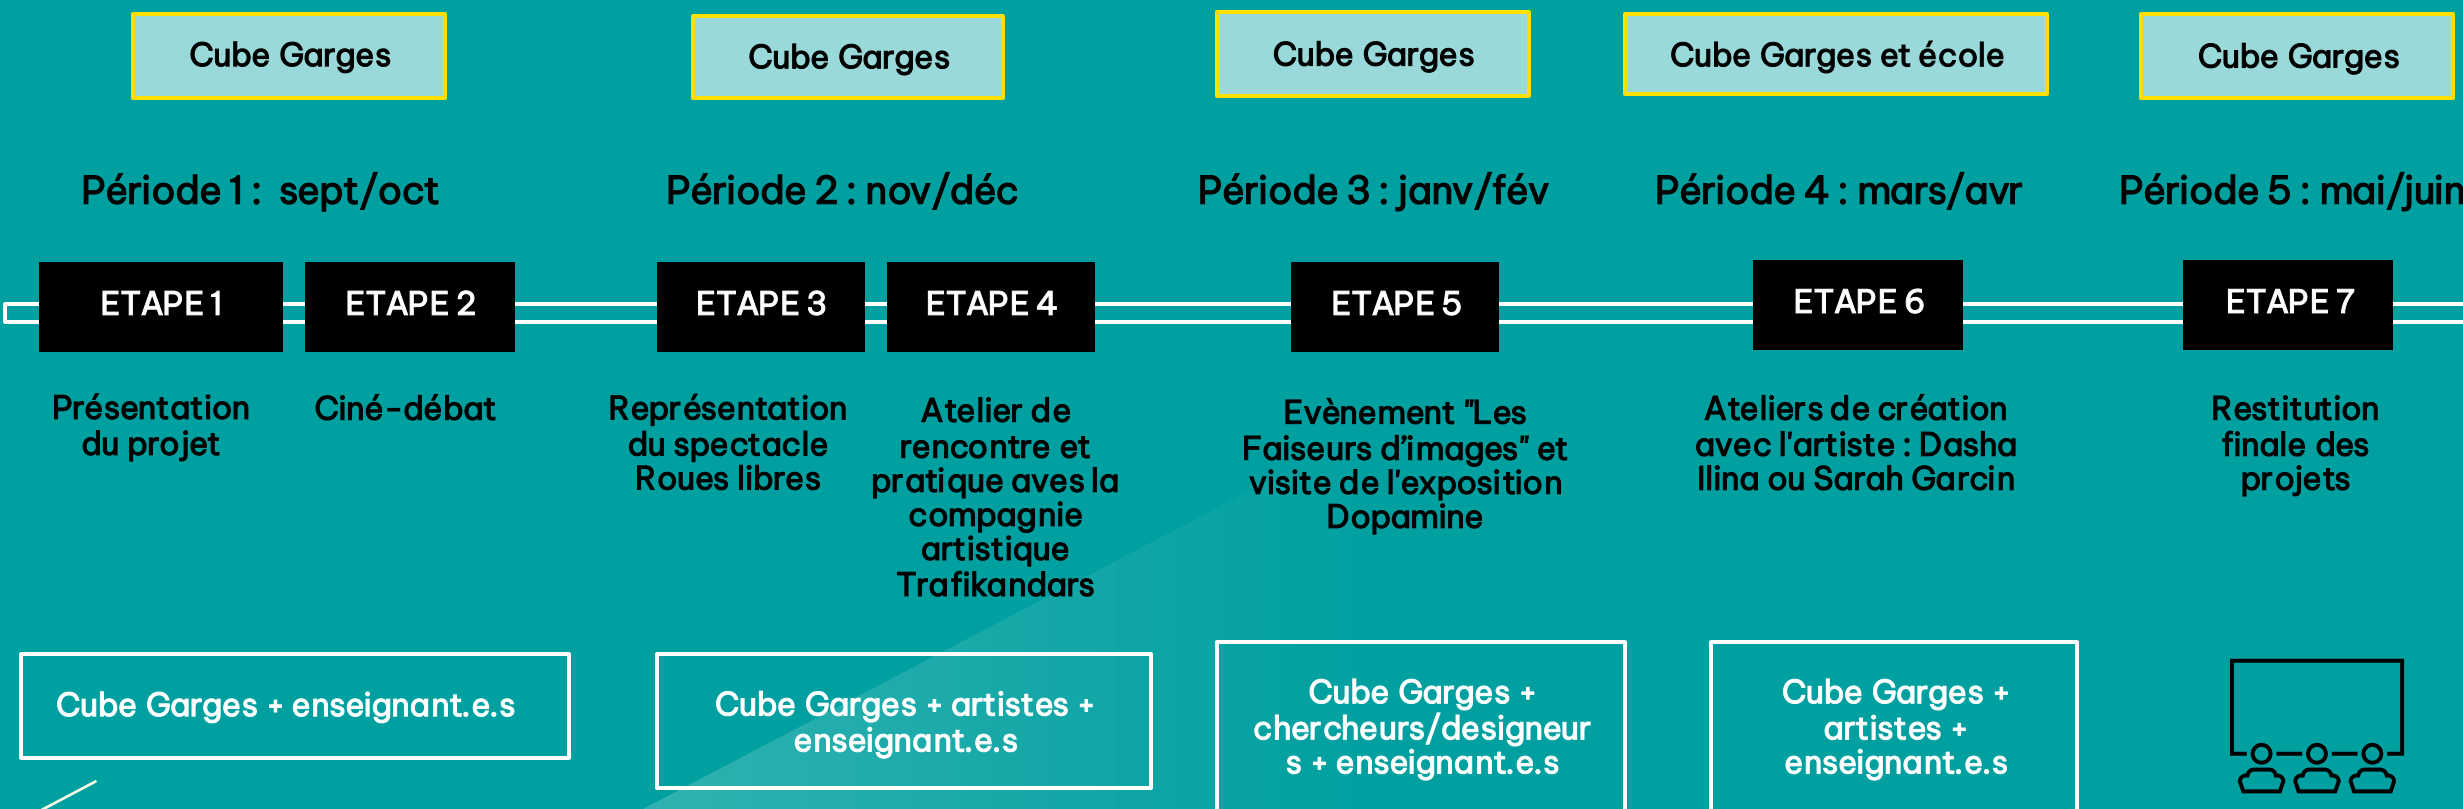 Cube Garges
Cube Garges
Cube Garges
Cube Garges et école
Cube Garges
Période 1 : sept/oct
Période 2 : nov/déc
Période 3 : janv/fév
Période 4 : mars/avr
Période 5 : mai/juin
ETAPE 1
ETAPE 2
ETAPE 3
ETAPE 4
ETAPE 5
ETAPE 6
ETAPE 7
Présentation
du projet
Ciné-débat
Représentation
du spectacle
Roues libres
Atelier de
rencontre et
pratique aves la
compagnie
artistique
Trafikandars
Evènement "Les
Faiseurs d’images" et
visite de l'exposition
Dopamine
Ateliers de création
avec l'artiste : Dasha
Ilina ou Sarah Garcin
Restitution
finale des
projets
Cube Garges + enseignant.e.s
Cube Garges + artistes +
enseignant.e.s
Cube Garges +
chercheurs/designeur
s + enseignant.e.s
Cube Garges +
artistes +
enseignant.e.s